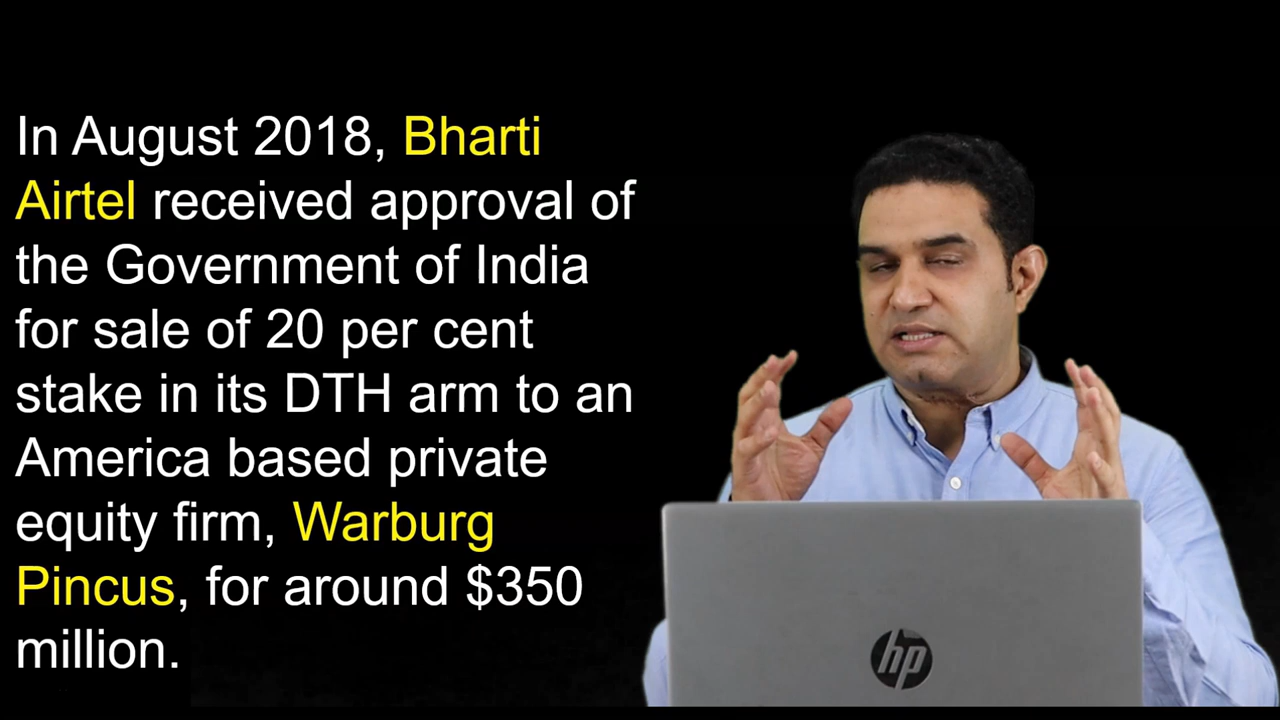 In August 2018, Bharti
Airtel received approval of
the Government of India
for sale of 20 per cent
stake in its DTH arm to an
America based private
equity firm, Warburg
Pincus, for around $350
million.
hp